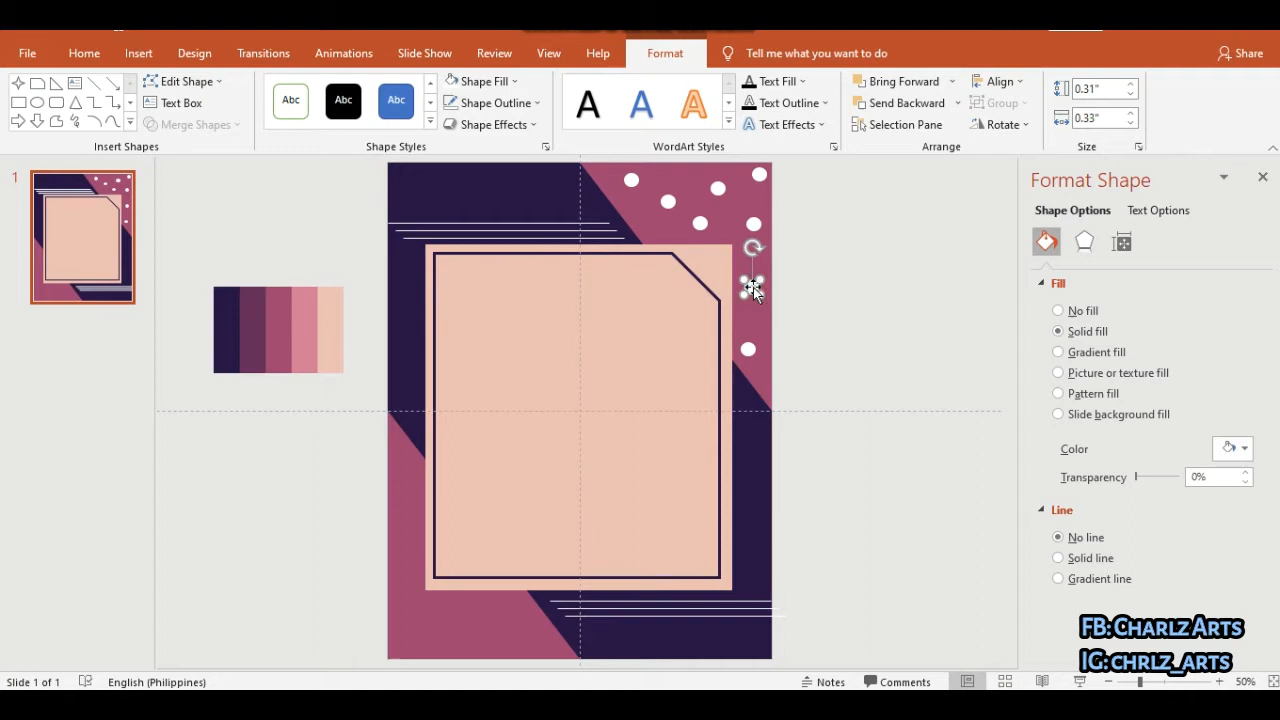 File Home Insert Design Transitions Animations Slide Show Review View Help Format Tell me what you want to do Share
Edit Shape Shape Fill Text Fill Bring Forward Align 0.31"
Abc Abc Abc A A A
Text Box Shape Outline Text Outline Send Backward Group
Merge Shapes Shape Effects Text Effects Selection Pane Rotate 0.33"
Insert Shapes Shape Styles WordArt Styles Arrange Size
1
Format Shape
Shape Options Text Options
Fill
No fill
Solid fill
Gradient fill
Picture or texture fill
Pattern fill
Slide background fill
Color
Transparency 0%
Line
No line
Solid line
Gradient line
FB: Charlz Arts
IG: chrlz_arts
Slide 1 of 1 English (Philippines) Notes Comments 50%